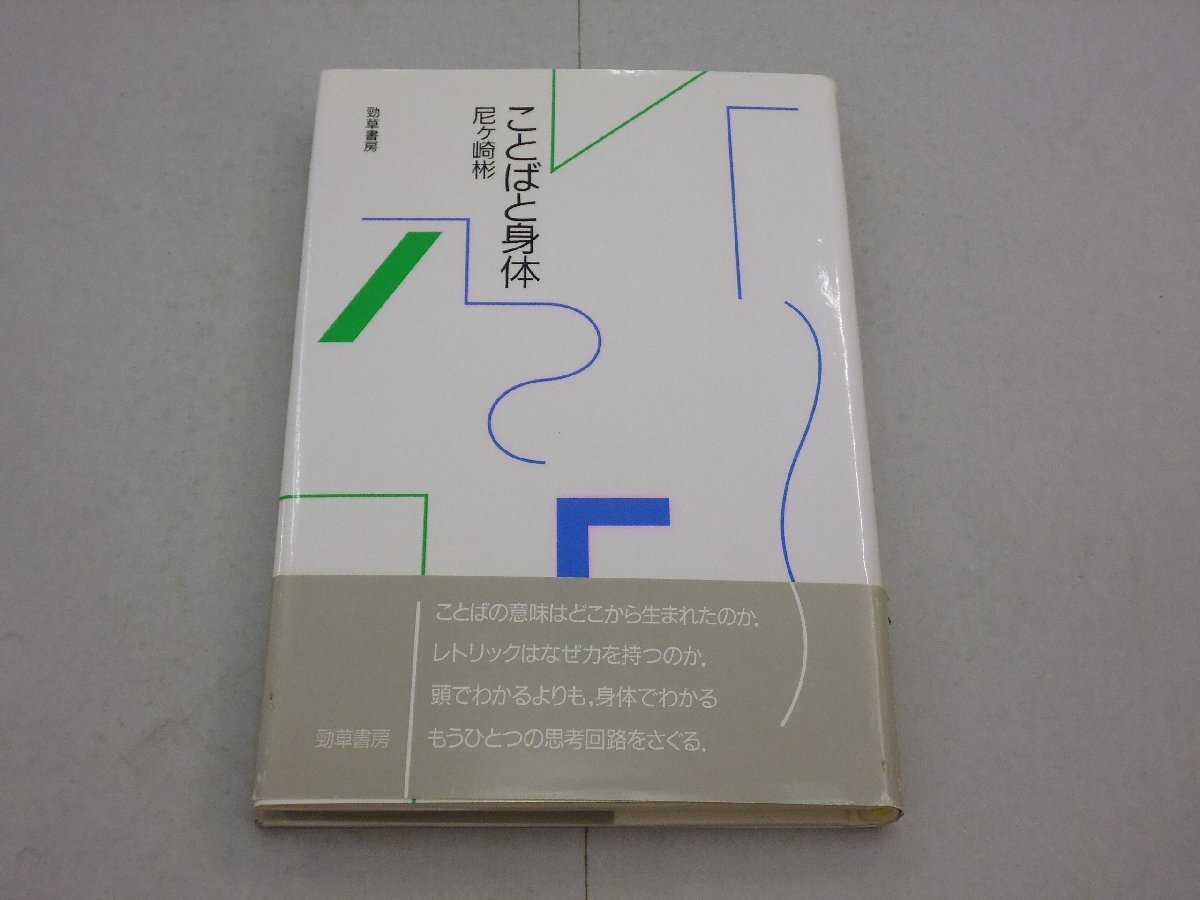 ことばと身体
尼ヶ崎彬
勁草書房
ことばの意味はどこから生まれたのか.
レトリックはなぜ力を持つのか.
頭でわかるよりも,身体でわかる
もうひとつの思考回路をさぐる.
勁草書房